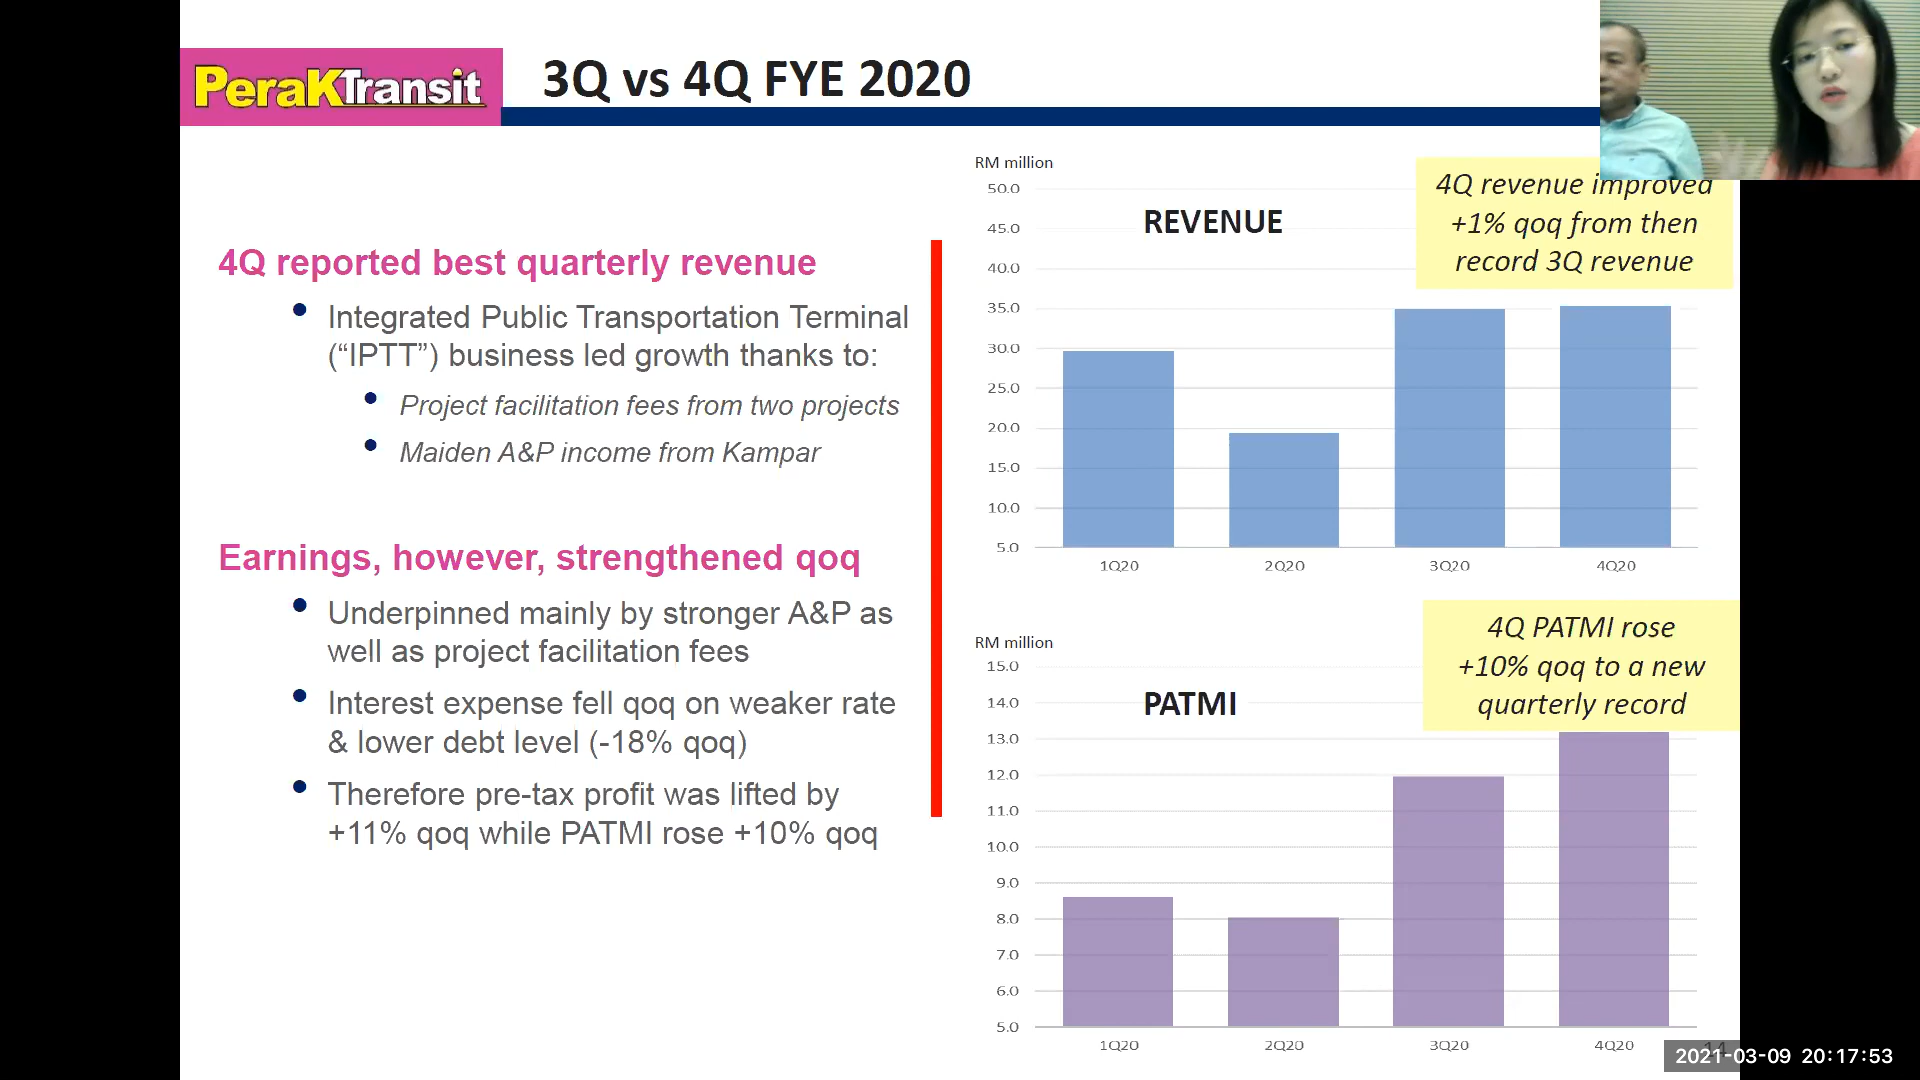 PeraKTransit
3Q vs 4Q FYE 2020
4Q reported best quarterly revenue
Integrated Public Transportation Terminal
(“IPTT”) business led growth thanks to:
Project facilitation fees from two projects
Maiden A&P income from Kampar
Earnings, however, strengthened qoq
Underpinned mainly by stronger A&P as
well as project facilitation fees
Interest expense fell qoq on weaker rate
& lower debt level (-18% qoq)
Therefore pre-tax profit was lifted by
+11% qoq while PATMI rose +10% qoq
RM million
REVENUE
4Q revenue improved
+1% qoq from then
record 3Q revenue
50.0
45.0
40.0
35.0
30.0
25.0
20.0
15.0
10.0
5.0
1Q20 2Q20 3Q20 4Q20
RM million
PATMI
4Q PATMI rose
+10% qoq to a new
quarterly record
15.0
14.0
13.0
12.0
11.0
10.0
9.0
8.0
7.0
6.0
5.0
1Q20 2Q20 3Q20 4Q20
2021-03-09 20:17:53